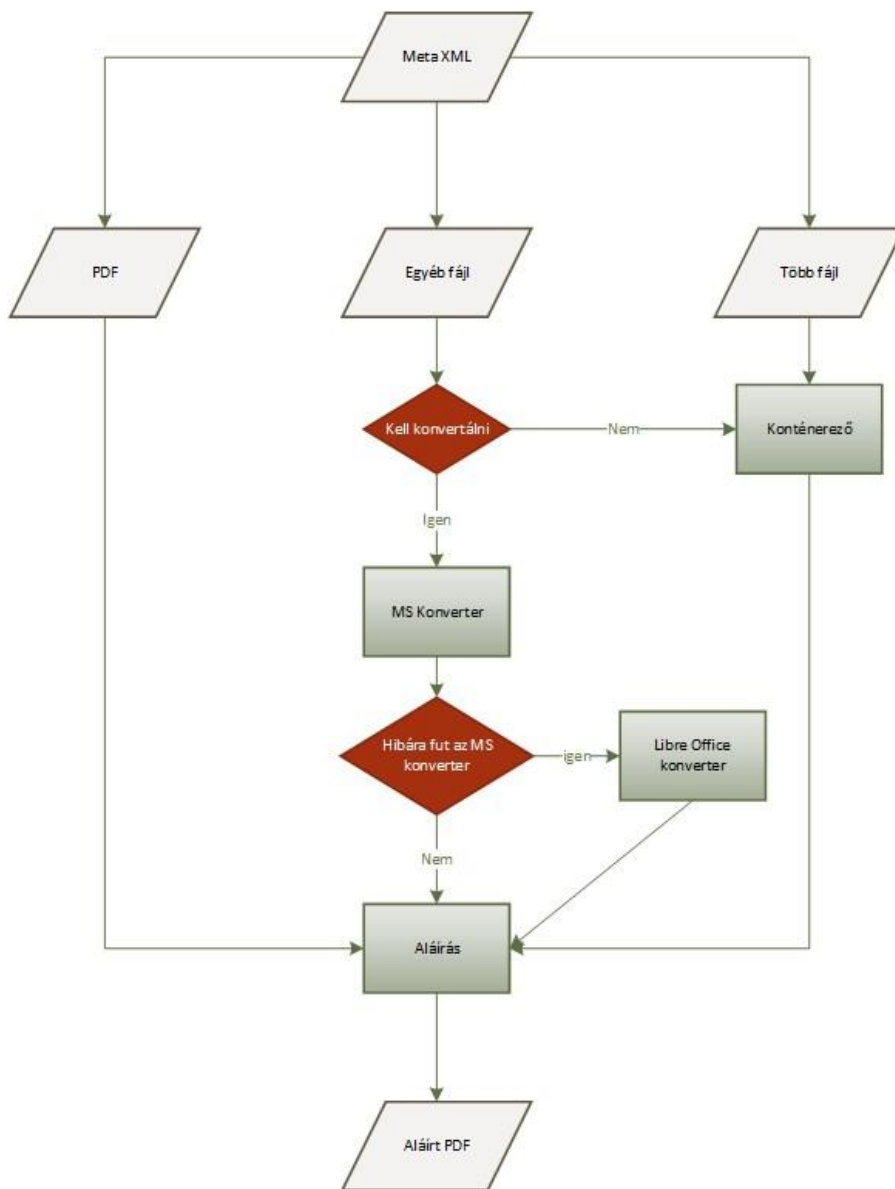 Meta XML
PDF
Egyéb fájl
Több fájl
Kell konvertálni
Nem
Konténerező
Igen
MS Konverter
Hibára fut az MS
konverter
igen
Libre Office
konverter
Nem
Aláírás
Aláírt PDF